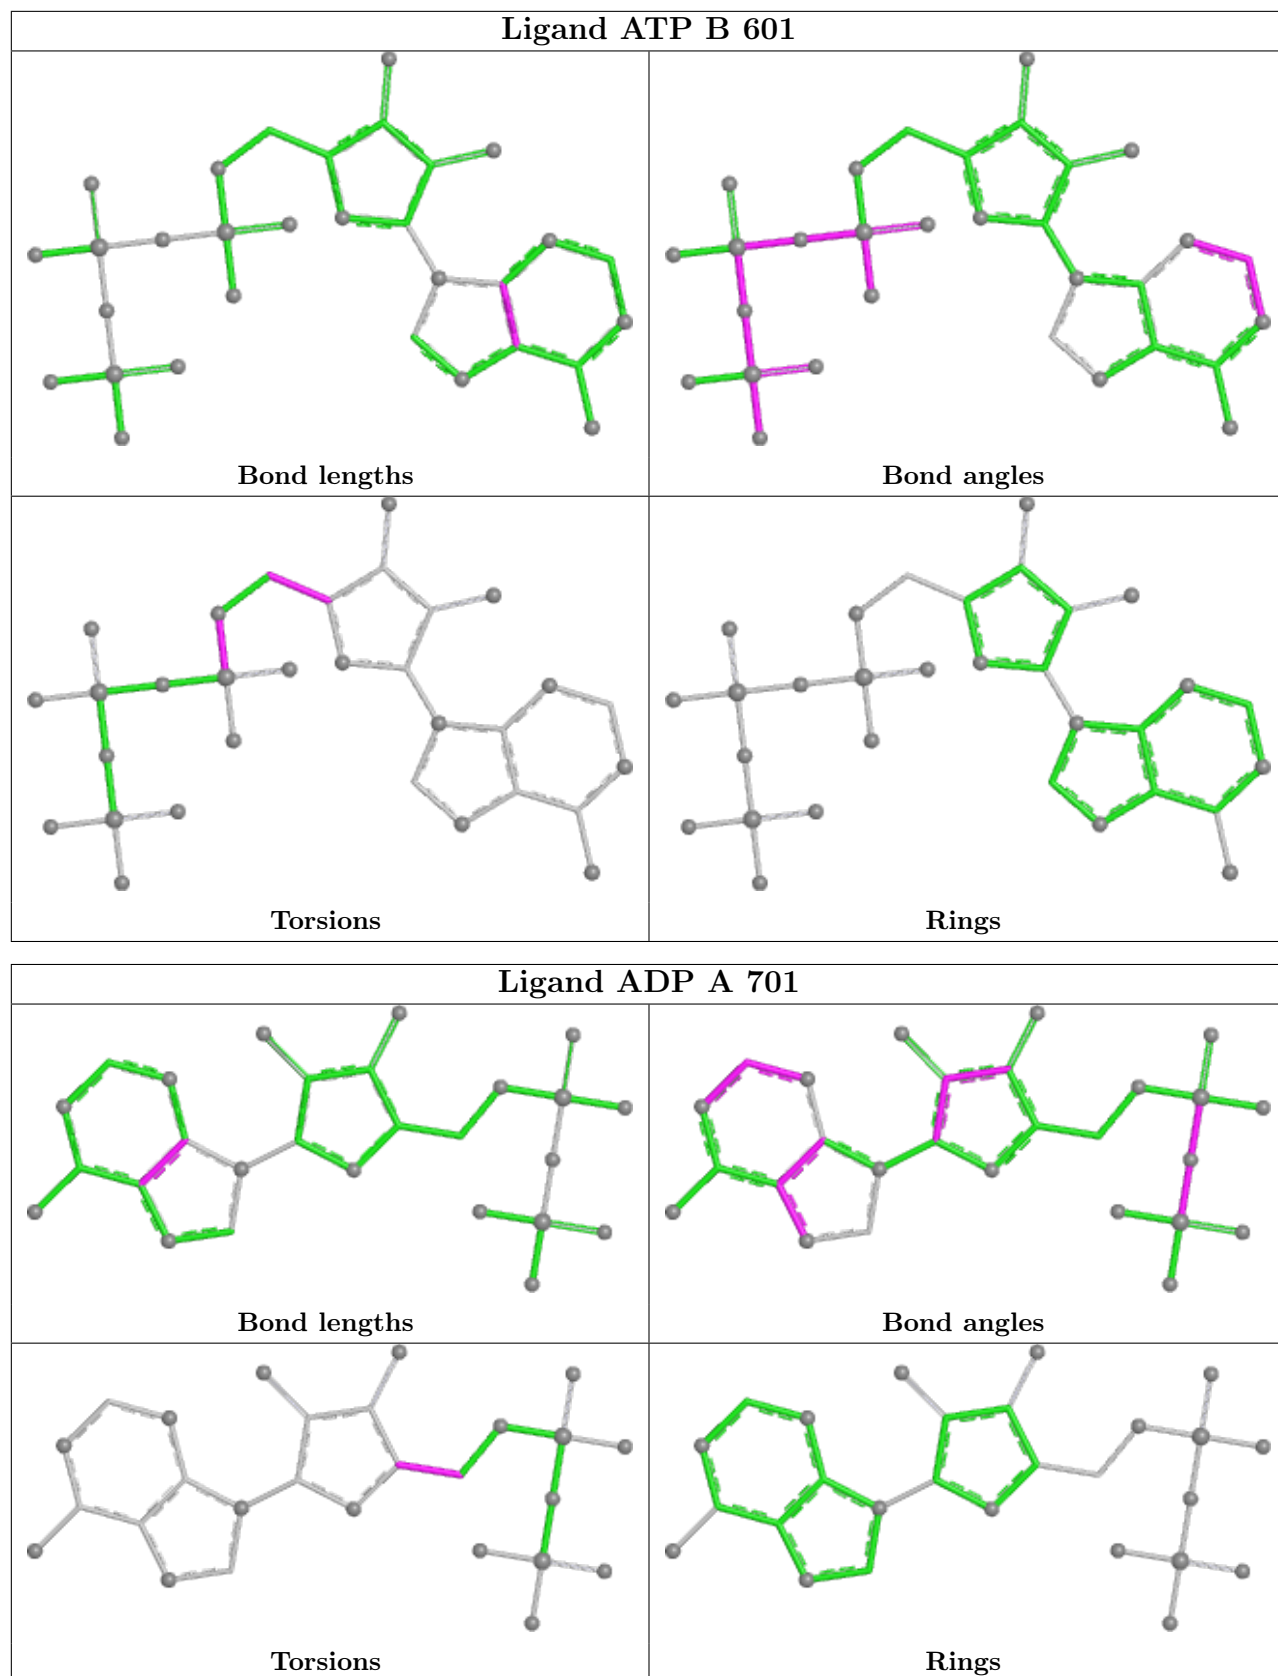 Ligand ATP B 601
Bond lengths
Bond angles
Torsions
Rings
Ligand ADP A 701
Bond lengths
Bond angles
Torsions
Rings